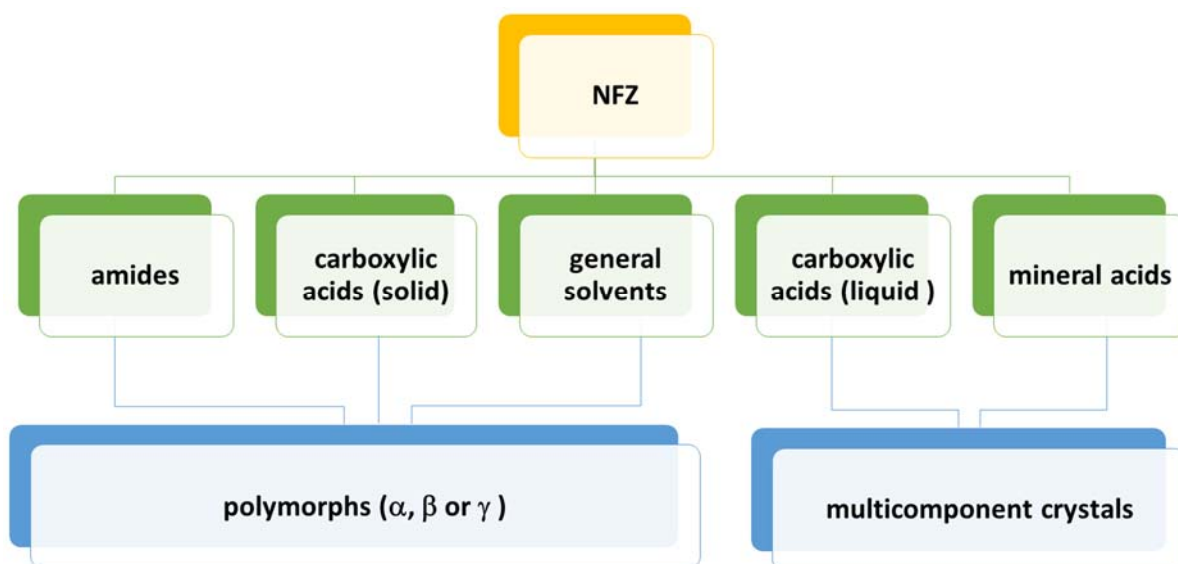 NFZ
amides
carboxylic
acids (solid)
general
solvents
carboxylic
acids (liquid )
mineral acids
polymorphs (α, β or γ )
multicomponent crystals